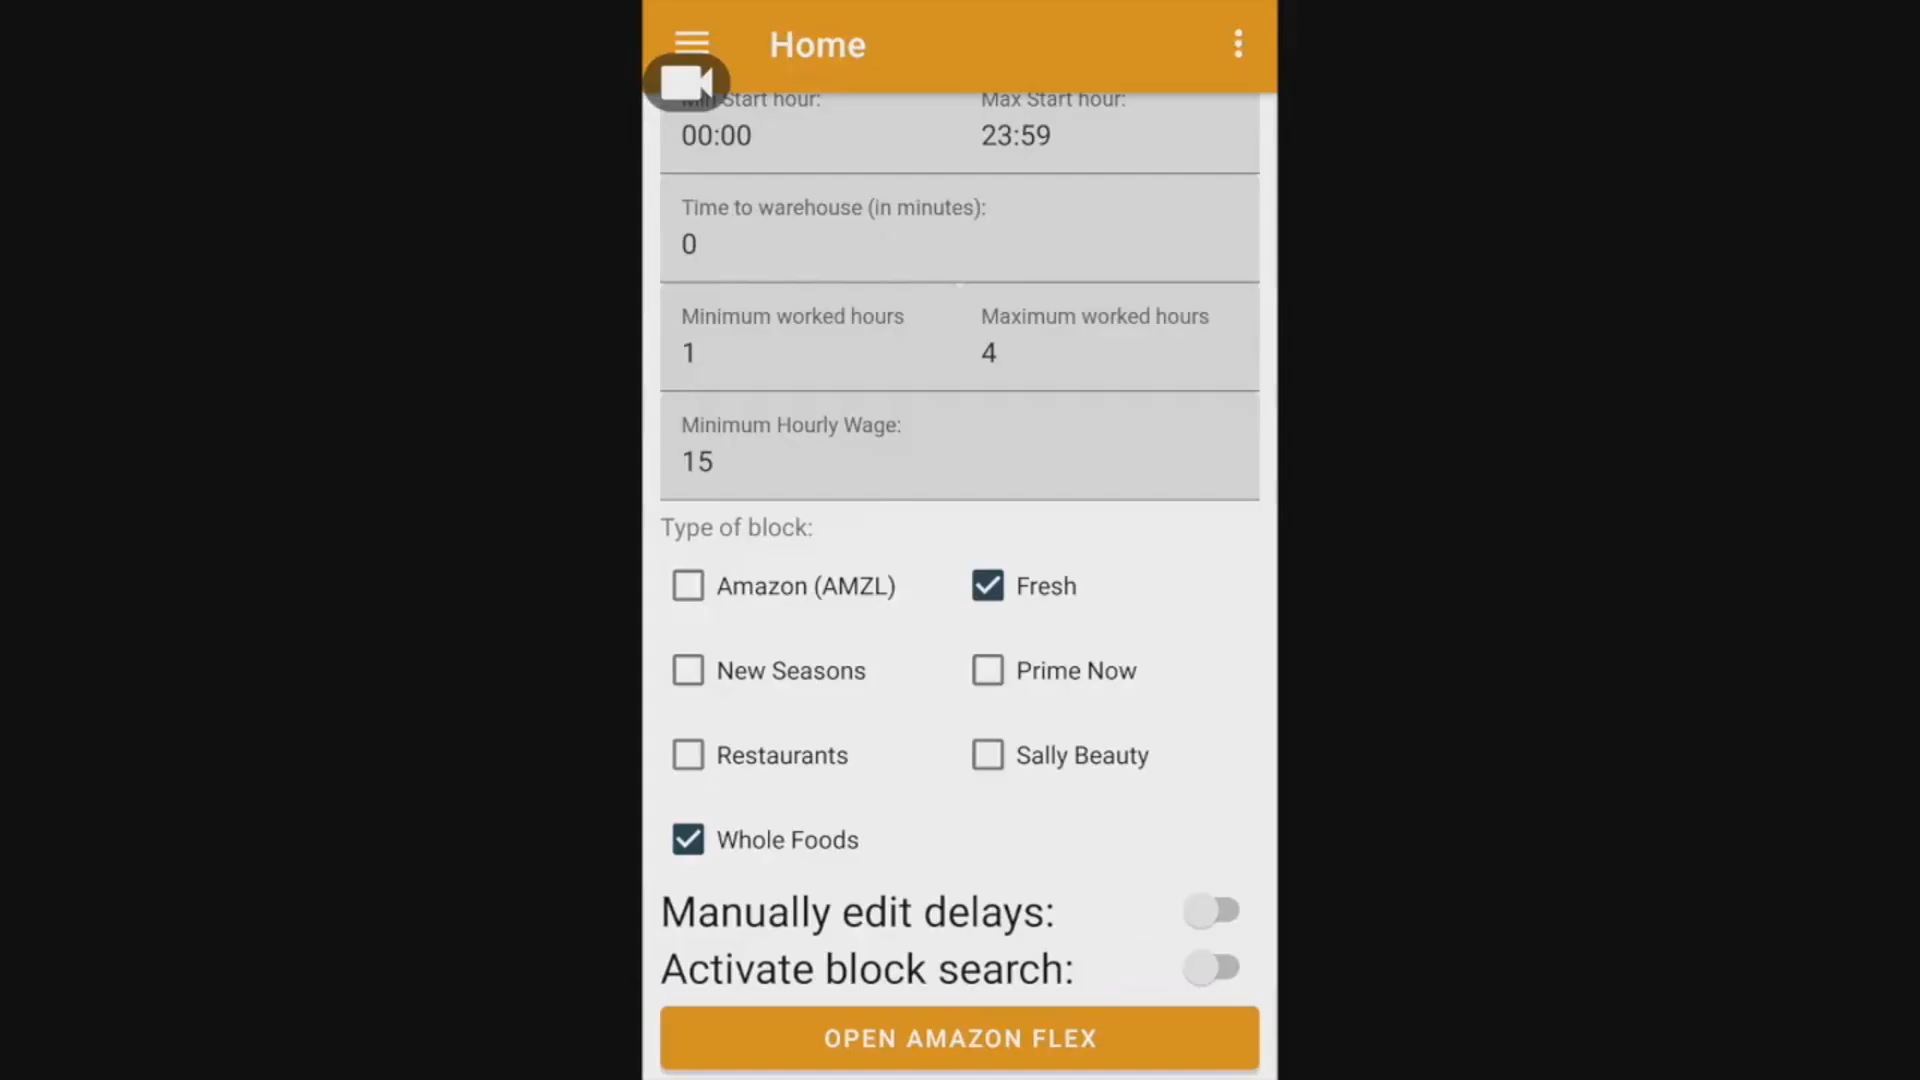 Home
Min Start hour: Max Start hour:
00:00 23:59
Time to warehouse (in minutes):
0
Minimum worked hours Maximum worked hours
1 4
Minimum Hourly Wage:
15
Type of block:
Amazon (AMZL) Fresh
New Seasons Prime Now
Restaurants Sally Beauty
Whole Foods
Manually edit delays:
Activate block search:
OPEN AMAZON FLEX